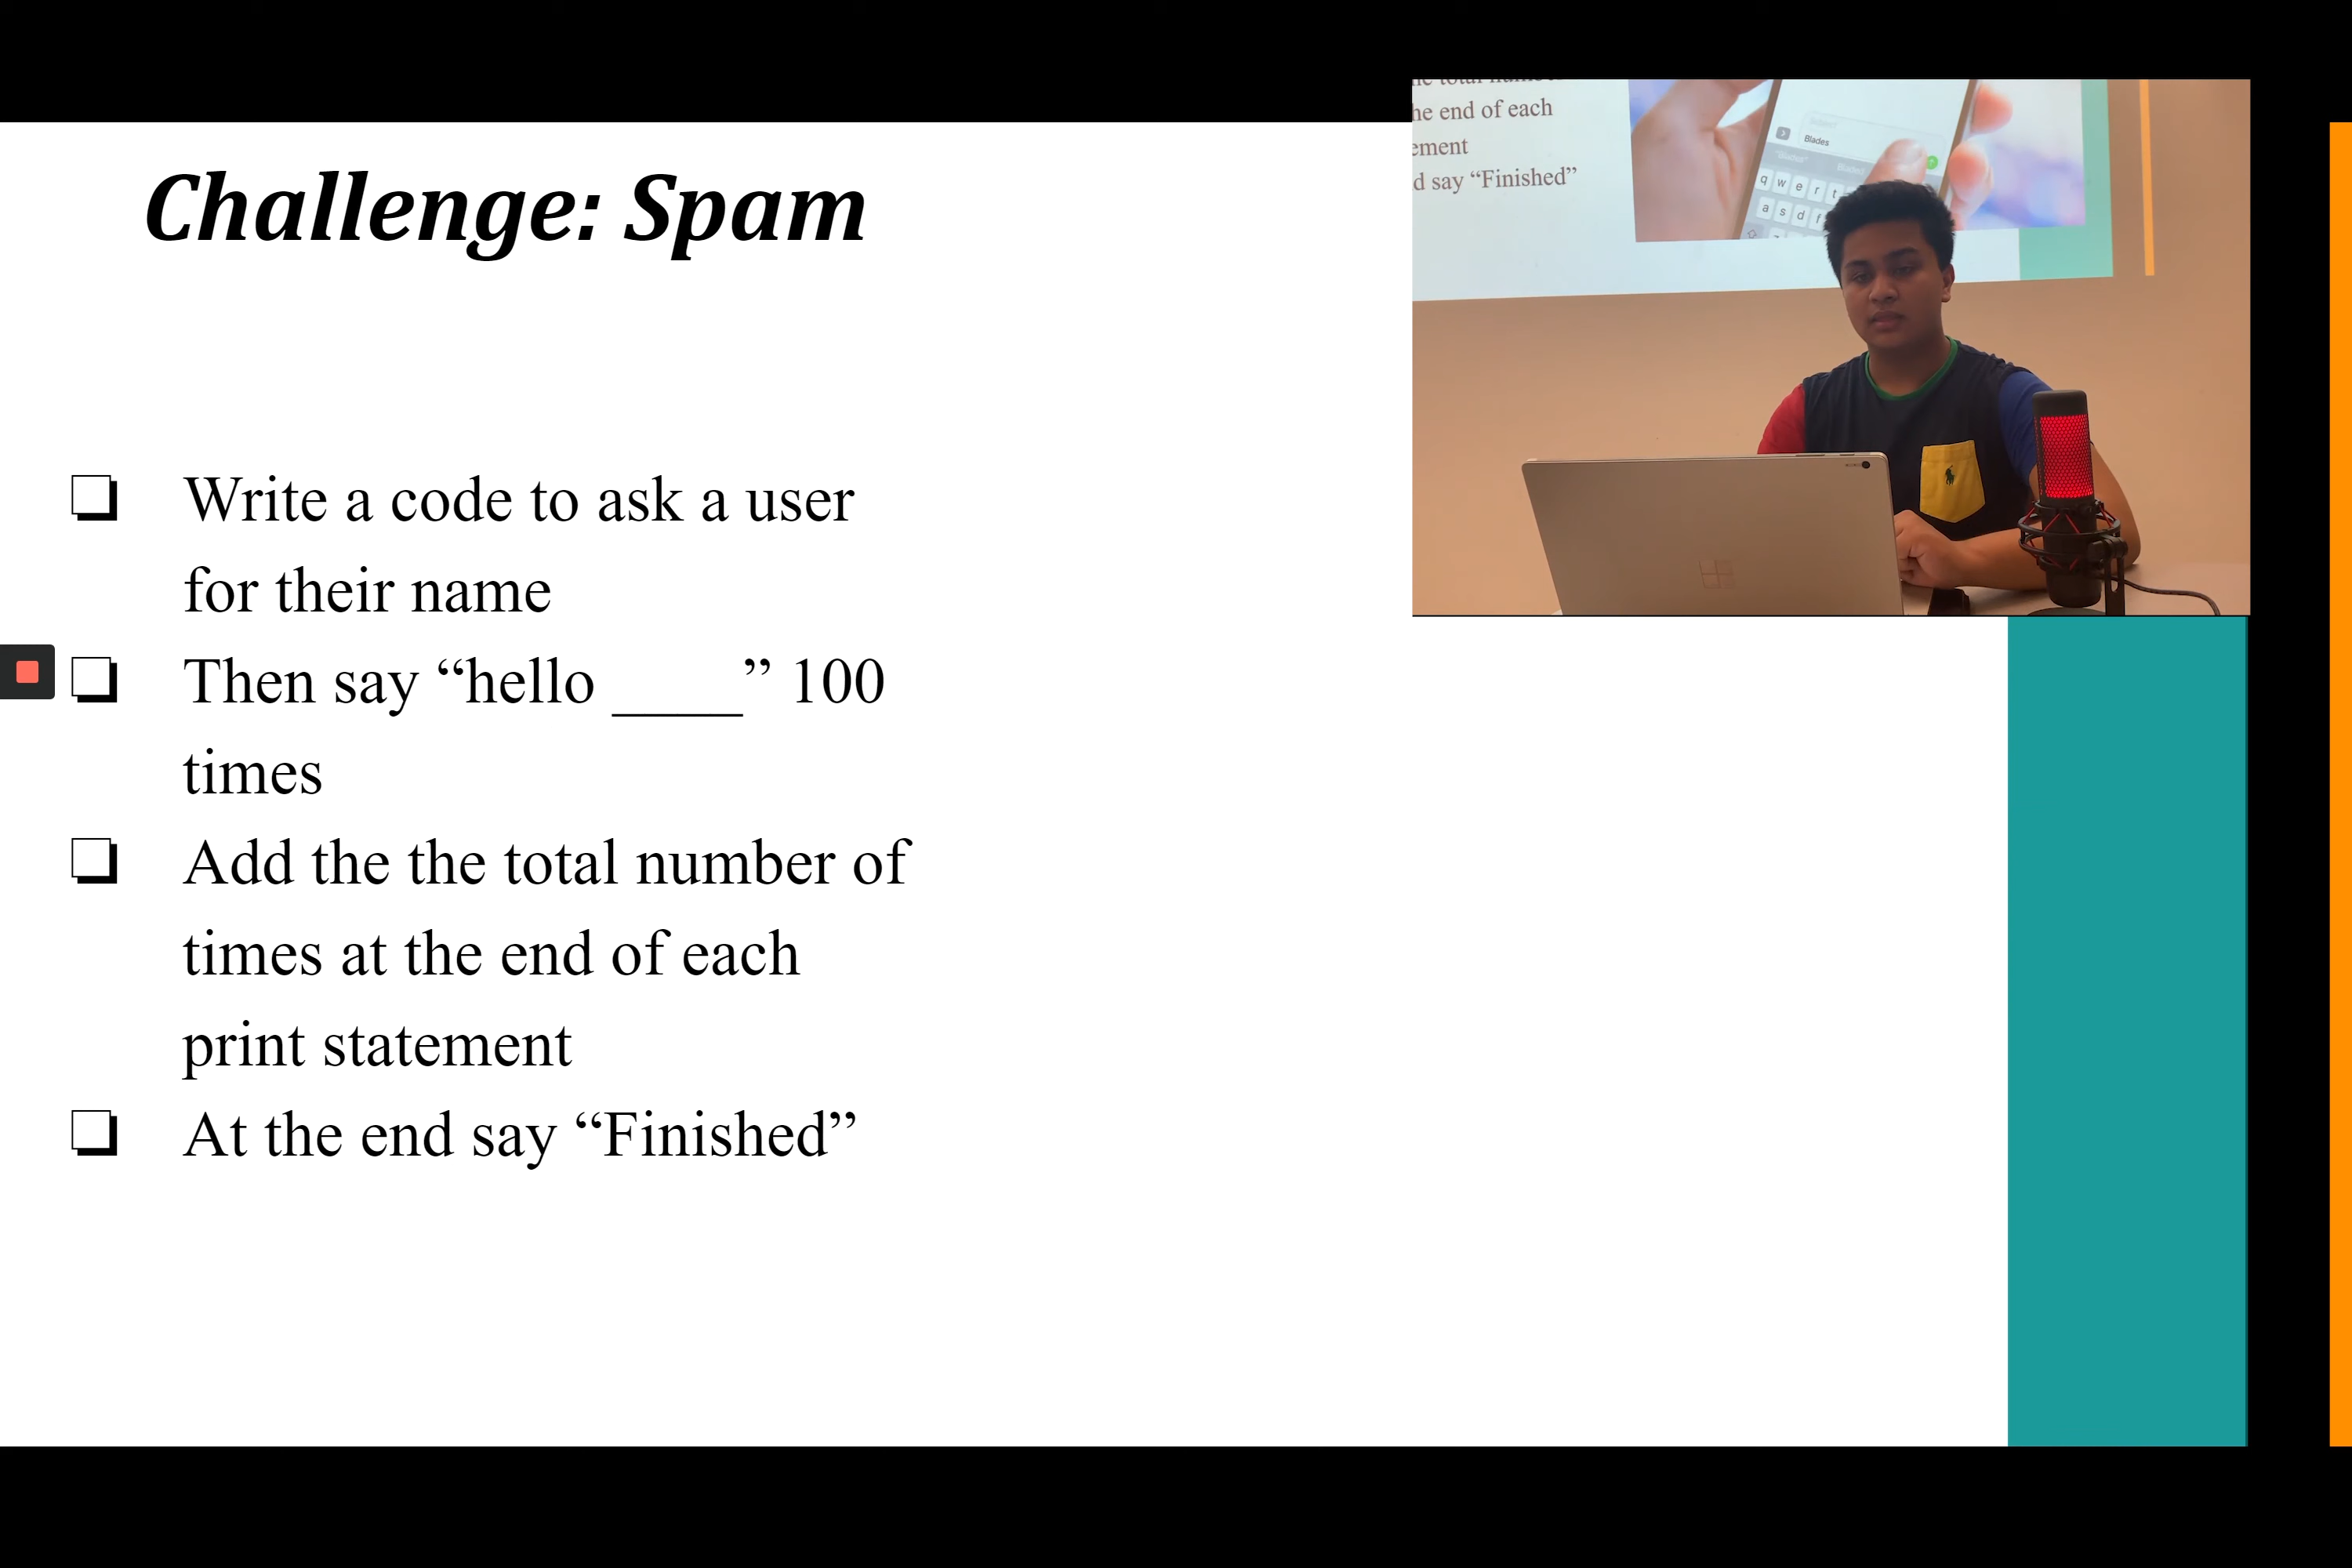 Challenge: Spam
❏ Write a code to ask a user
for their name
❏ Then say “hello ____” 100
times
❏ Add the the total number of
times at the end of each
print statement
❏ At the end say “Finished”
he end of each
ement
d say “Finished”
Blades
q w e r t
a s d f